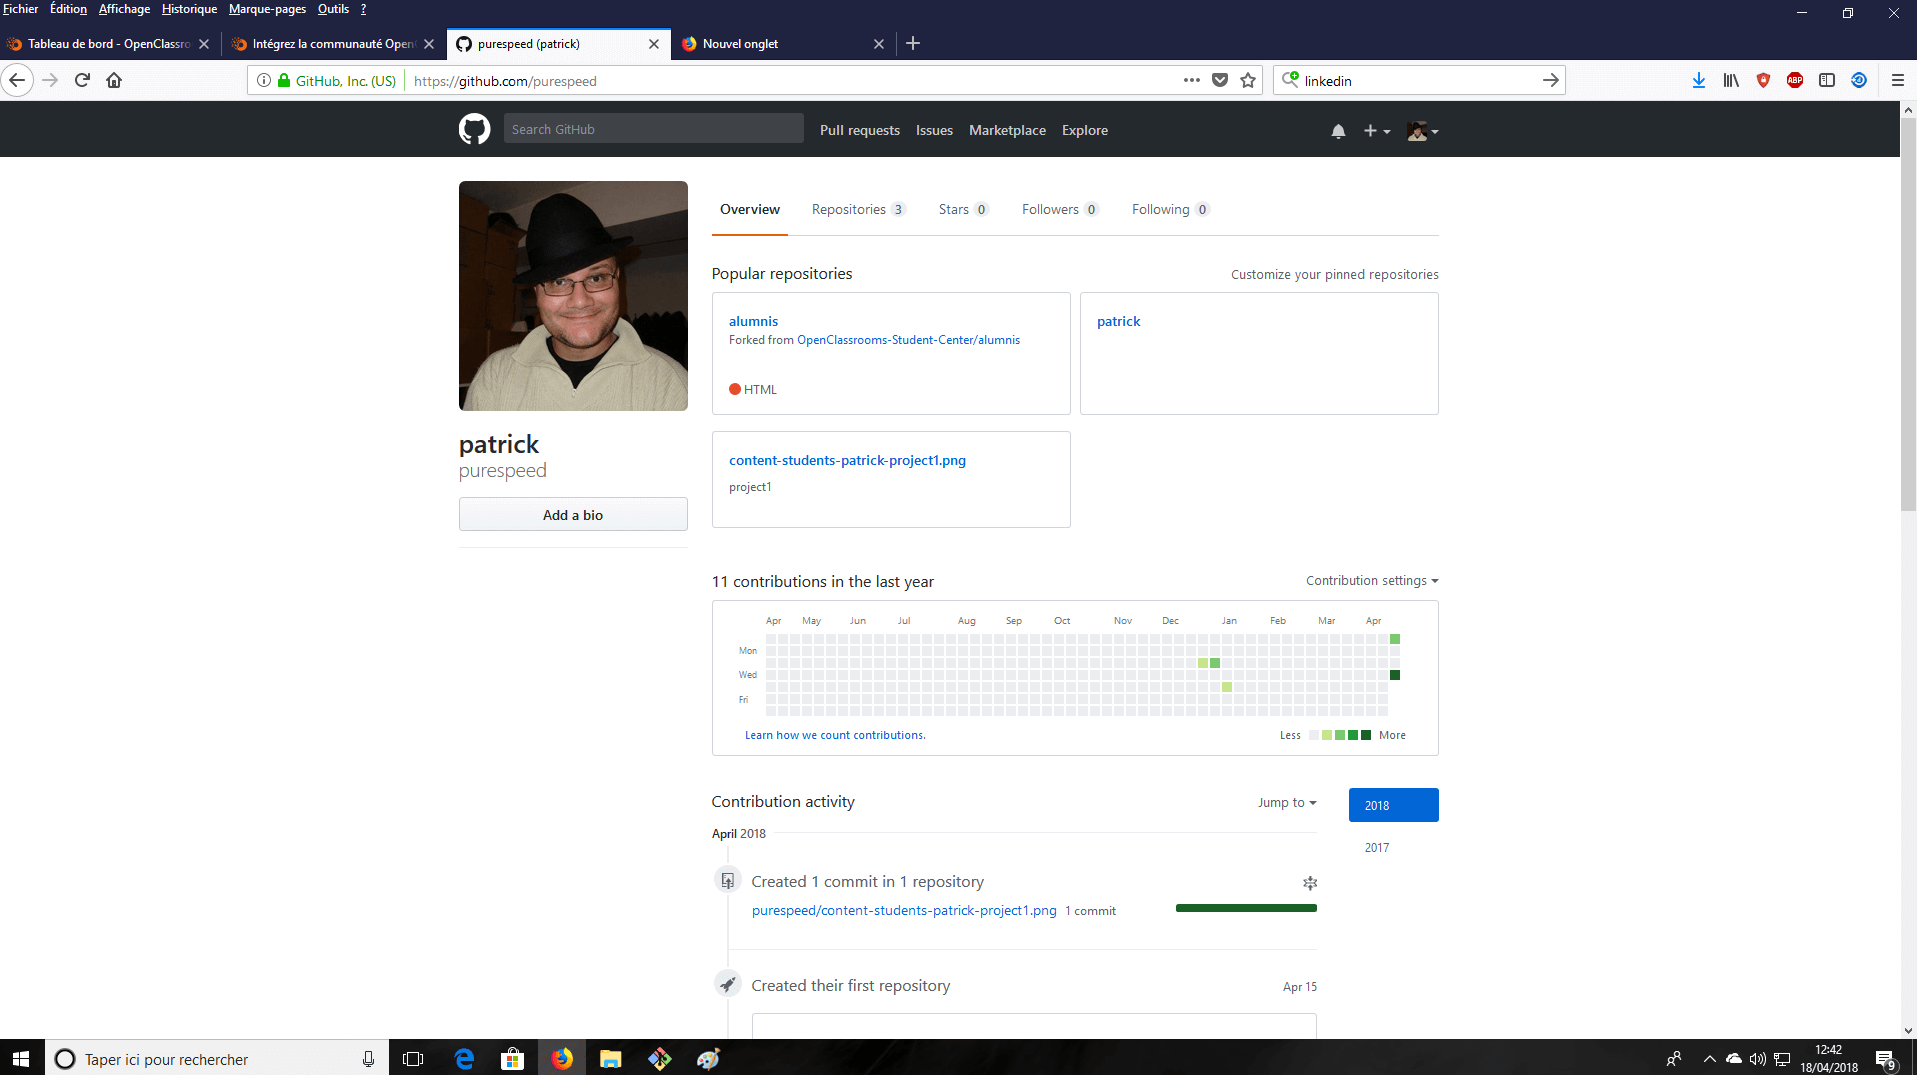 Fichier Édition Affichage Historique Marque-pages Outils ?
Tableau de bord - OpenClassro
Intégrez la communauté Open
purespeed (patrick)
Nouvel onglet
GitHub, Inc. (US) https://github.com/purespeed
linkedin
ABP
Search GitHub
Pull requests Issues Marketplace Explore
Overview Repositories 3 Stars 0 Followers 0 Following 0
Popular repositories
Customize your pinned repositories
alumnis
Forked from OpenClassrooms-Student-Center/alumnis
HTML
patrick
content-students-patrick-project1.png
project1
patrick
purespeed
Add a bio
11 contributions in the last year
Contribution settings
Apr May Jun Jul Aug Sep Oct Nov Dec Jan Feb Mar Apr
Mon
Wed
Fri
Learn how we count contributions.
Less More
Contribution activity
Jump to
2018
2017
April 2018
Created 1 commit in 1 repository
purespeed/content-students-patrick-project1.png 1 commit
Created their first repository
Apr 15
Taper ici pour rechercher
12:42
18/04/2018
9